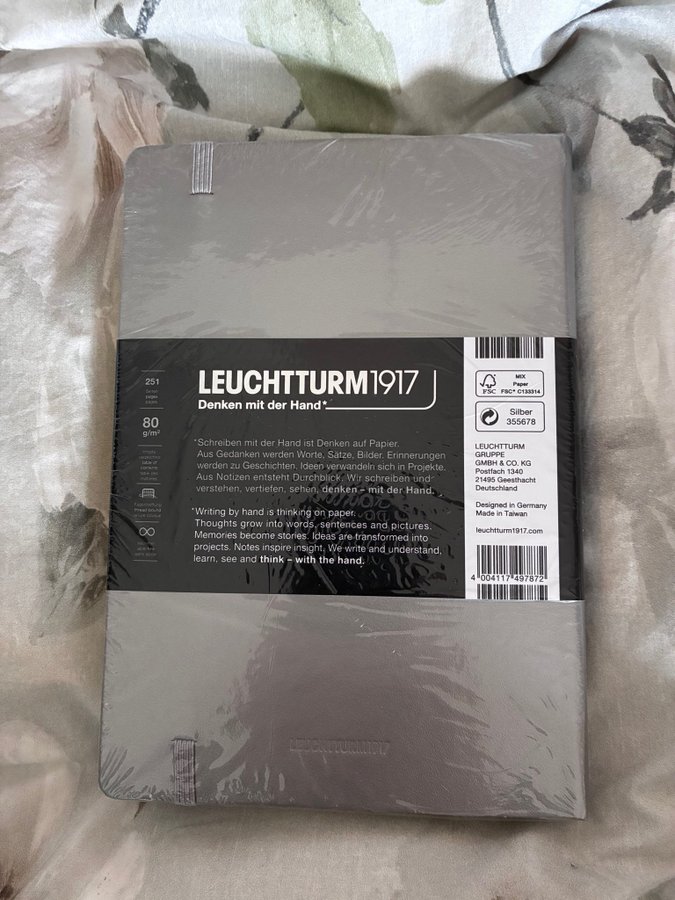 251
80
g/m²
LEUCHTTURM1917
Denken mit der Hand*
*Schreiben mit der Hand ist Denken auf Papier.
Aus Gedanken werden Worte, Sätze, Bilder. Erinnerungen
werden zu Geschichten. Ideen verwandeln sich in Projekte.
Aus Notizen entsteht Durchblick. Wir schreiben und
verstehen, vertiefen, sehen, denken – mit der Hand.
*Writing by hand is thinking on paper.
Thoughts grow into words, sentences and pictures.
Memories become stories. Ideas are transformed into
projects. Notes inspire insight. We write and understand,
learn, see and think – with the hand.
FSC
MIX
Paper
FSC® C133314
Silber
355678
LEUCHTTURM
GRUPPE
GMBH & CO. KG
Postfach 1340
21495 Geesthacht
Deutschland
Designed in Germany
Made in Taiwan
leuchtturm1917.com
4 004117 497872
LEUCHTTURM1917